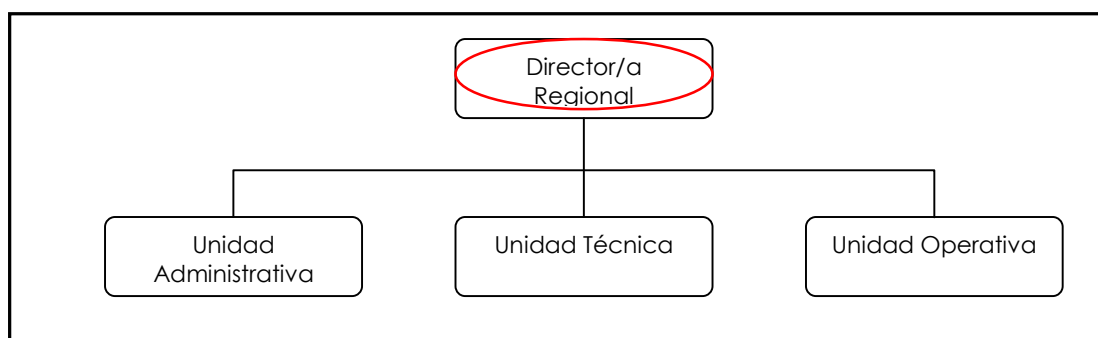 Director/a
Regional
Unidad
Administrativa
Unidad Técnica
Unidad Operativa